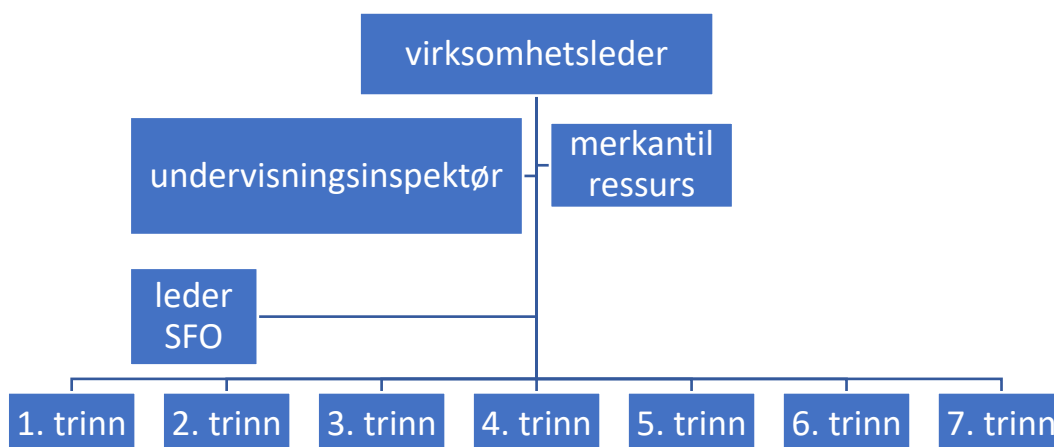 virksomhetsleder
undervisningsinspektør
merkantil
ressurs
leder
SFO
1. trinn
2. trinn
3. trinn
4. trinn
5. trinn
6. trinn
7. trinn